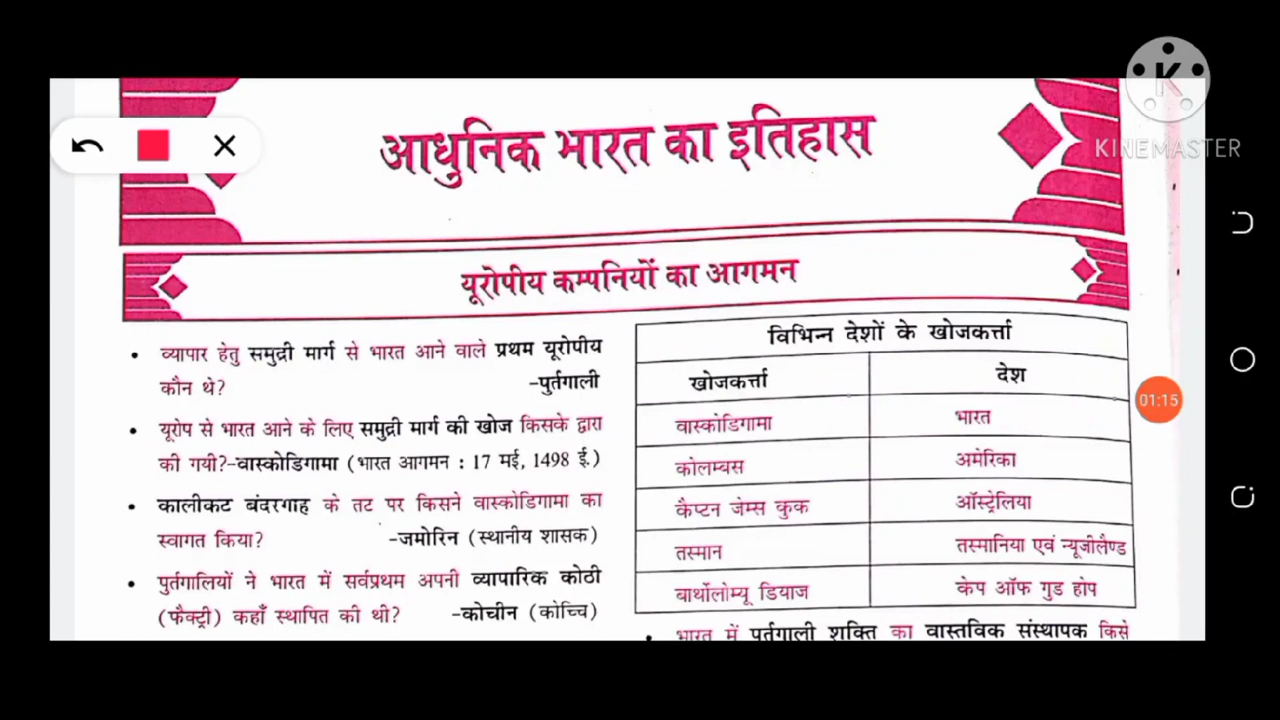 KINEMASTER
आधुनिक भारत का इतिहास
यूरोपीय कम्पनियों का आगमन
• व्यापार हेतु समुद्री मार्ग से भारत आने वाले प्रथम यूरोपीय
कौन थे? -पुर्तगाली
• यूरोप से भारत आने के लिए समुद्री मार्ग की खोज किसके द्वारा
की गयी?-वास्कोडिगामा (भारत आगमन : 17 मई, 1498 ई.)
• कालीकट बंदरगाह के तट पर किसने वास्कोडिगामा का
स्वागत किया? -जमोरिन (स्थानीय शासक)
• पुर्तगालियों ने भारत में सर्वप्रथम अपनी व्यापारिक कोठी
(फैक्ट्री) कहाँ स्थापित की थी? -कोचीन (कोच्चि)
विभिन्न देशों के खोजकर्त्ता
खोजकर्त्ता देश
वास्कोडिगामा भारत
कोलम्बस अमेरिका
कैप्टन जेम्स कुक ऑस्ट्रेलिया
तस्मान तस्मानिया एवं न्यूजीलैण्ड
बार्थोलोम्यू डियाज केप ऑफ गुड होप
• भारत में पुर्तगाली शक्ति का वास्तविक संस्थापक किसे
01:15